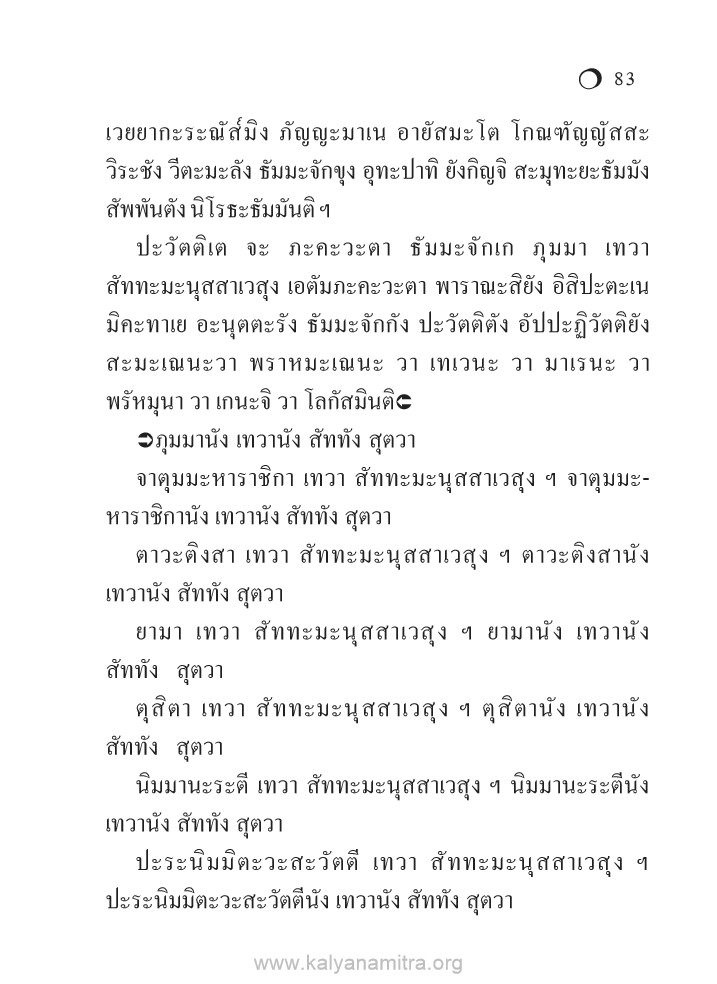 ❍ 83
เวยยากะระณัส์มิง ภัญญะมาเน อายัสมะโต โกณฑัญญัสสะ
วิระชัง วีตะมะลัง ธัมมะจักขุง อุทะปาทิ ยังกิญจิ สะมุทะยะธัมมัง
สัพพันตัง นิโรธะธัมมันติ ฯ
ปะวัตติเต จะ ภะคะวะตา ธัมมะจักเก ภุมมา เทวา
สัททะมะนุสสาเวสุง เอตัมภะคะวะตา พาราณะสิยัง อิสิปะตะเน
มิคะทาเย อะนุตตะรัง ธัมมะจักกัง ปะวัตติตัง อัปปะฏิวัตติยัง
สะมะเณนะวา พราหมะเณนะ วา เทเวนะ วา มาเรนะ วา
พรัหมุนา วา เกนะจิ วา โลกัสมินติ➲
➲ภุมมานัง เทวานัง สัททัง สุตวา
จาตุมมะหาราชิกา เทวา สัททะมะนุสสาเวสุง ฯ จาตุมมะ-
หาราชิกานัง เทวานัง สัททัง สุตวา
ตาวะติงสา เทวา สัททะมะนุสสาเวสุง ฯ ตาวะติงสานัง
เทวานัง สัททัง สุตวา
ยามา เทวา สัททะมะนุสสาเวสุง ฯ ยามานัง เทวานัง
สัททัง สุตวา
ตุสิตา เทวา สัททะมะนุสสาเวสุง ฯ ตุสิตานัง เทวานัง
สัททัง สุตวา
นิมมานะระตี เทวา สัททะมะนุสสาเวสุง ฯ นิมมานะระตีนัง
เทวานัง สัททัง สุตวา
ปะระนิมมิตะวะสะวัตตี เทวา สัททะมะนุสสาเวสุง ฯ
ปะระนิมมิตะวะสะวัตตีนัง เทวานัง สัททัง สุตวา
www.kalyanamitra.org